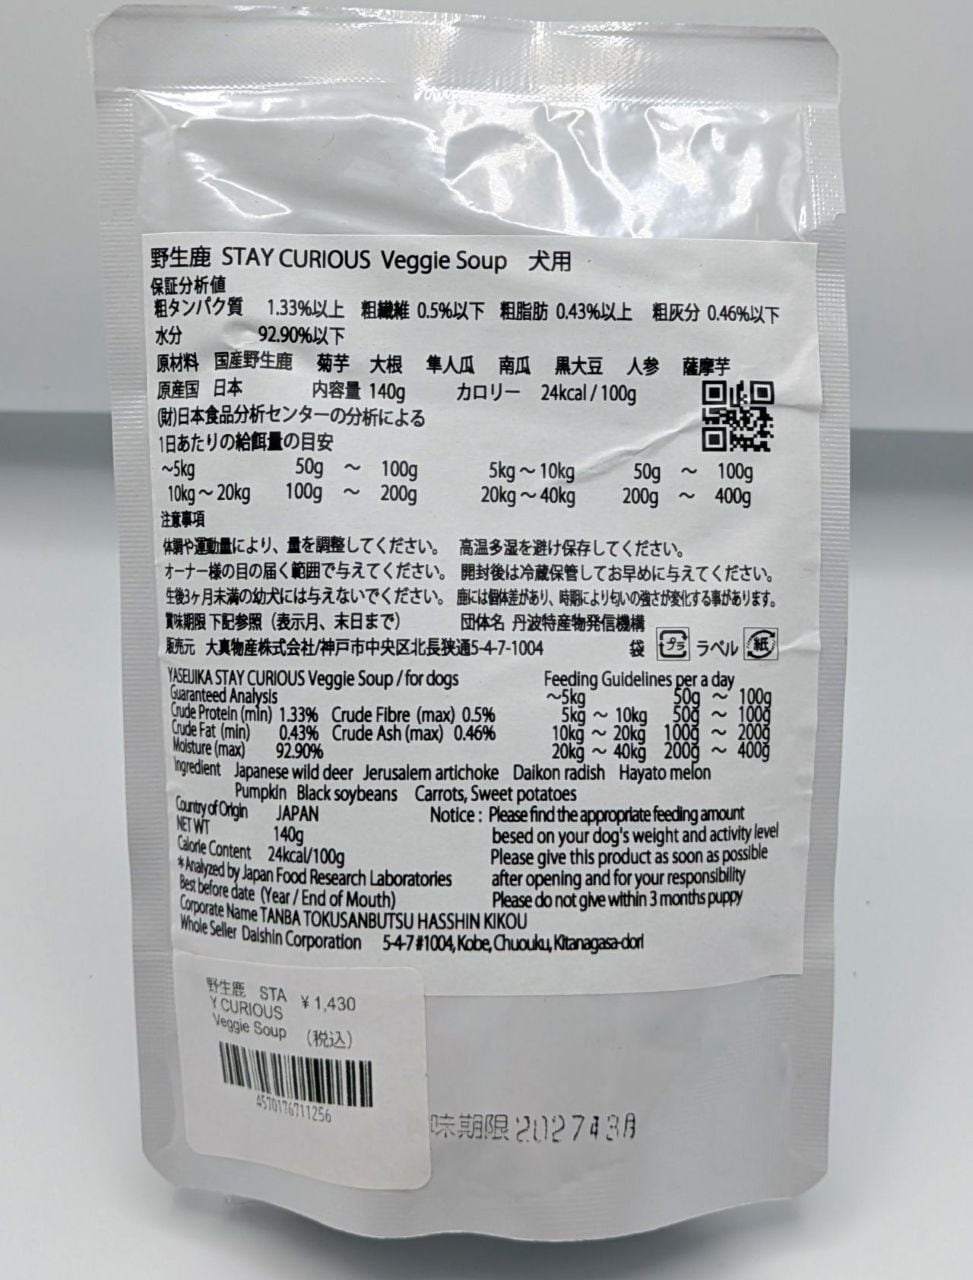 野生鹿 STAY CURIOUS Veggie Soup 犬用
保証分析値
粗タンパク質 1.33%以上 粗繊維 0.5%以下 粗脂肪 0.43%以上 粗灰分 0.46%以下
水分 92.90%以下
原材料 国産野生鹿 菊芋 大根 隼人瓜 南瓜 黒大豆 人参 薩摩芋
原産国 日本 内容量 140g カロリー 24kcal / 100g
(財)日本食品分析センターの分析による
1日あたりの給餌量の目安
~5kg 50g ~ 100g 5kg ~ 10kg 50g ~ 100g
10kg ~ 20kg 100g ~ 200g 20kg ~ 40kg 200g ~ 400g
注意事項
体調や運動量により、量を調整してください。 高温多湿を避け保存してください。
オーナー様の目の届く範囲で与えてください。 開封後は冷蔵保管してお早めに与えてください。
生後3ヶ月未満の幼犬には与えないでください。 鹿には個体差があり、時期により匂いの強さが変化する事があります。
賞味期限 下記参照（表示月、末日まで） 団体名 丹波特産物発信機構
販売元 大真物産株式会社/神戸市中央区北長狭通5-4-7-1004 袋 プラ ラベル 紙
YASEIJIKA STAY CURIOUS Veggie Soup / for dogs Feeding Guidelines per a day
Guaranteed Analysis ~5kg 50g ~ 100g
Crude Protein (min) 1.33% Crude Fibre (max) 0.5% 5kg ~ 10kg 50g ~ 100g
Crude Fat (min) 0.43% Crude Ash (max) 0.46% 10kg ~ 20kg 100g ~ 200g
Moisture (max) 92.90% 20kg ~ 40kg 200g ~ 400g
Ingredient Japanese wild deer Jerusalem artichoke Daikon radish Hayato melon
Pumpkin Black soybeans Carrots, Sweet potatoes
Country of Origin JAPAN Notice : Please find the appropriate feeding amount
NET WT 140g besed on your dog's weight and activity level
Calorie Content 24kcal/100g Please give this product as soon as possible
*Analyzed by Japan Food Research Laboratories after opening and for your responsibility
Best before date (Year / End of Mouth) Please do not give within 3 months puppy
Corporate Name TANBA TOKUSANBUTSU HASSHIN KIKOU
Whole Seller Daishin Corporation 5-4-7 #1004, Kobe, Chuouku, Kitanagasa-dori
野生鹿 STA
Y CURIOUS ¥1,430
Veggie Soup （税込）
4570176711256
味期限